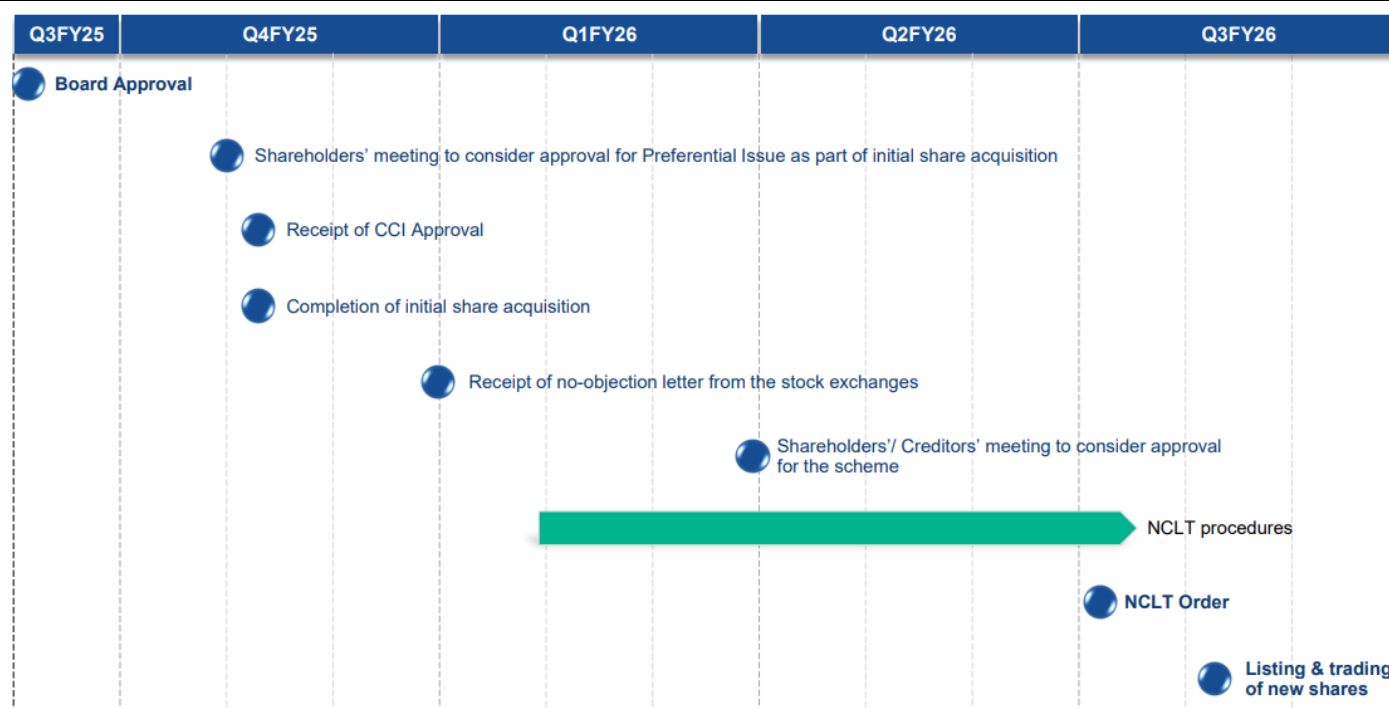 Q3FY25 Q4FY25 Q1FY26 Q2FY26 Q3FY26
Board Approval
Shareholders’ meeting to consider approval for Preferential Issue as part of initial share acquisition
Receipt of CCI Approval
Completion of initial share acquisition
Receipt of no-objection letter from the stock exchanges
Shareholders’/ Creditors’ meeting to consider approval
for the scheme
NCLT procedures
NCLT Order
Listing & trading
of new shares